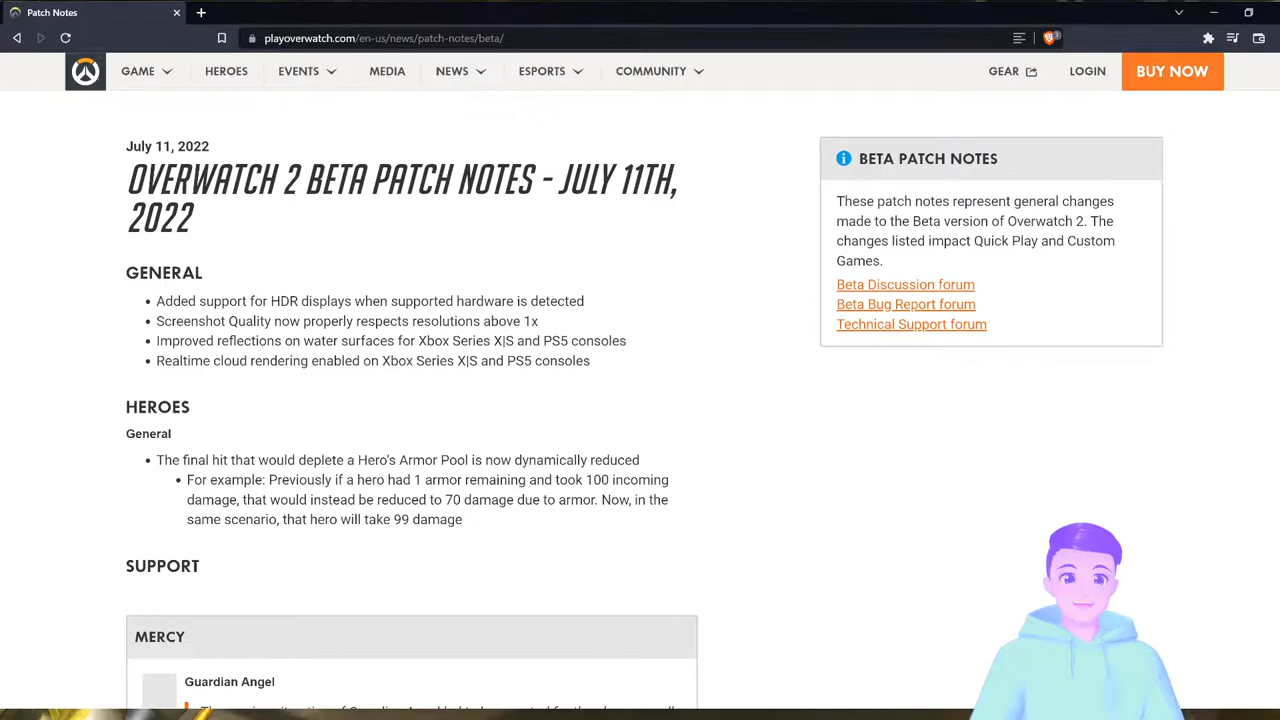 Patch Notes
playoverwatch.com/en-us/news/patch-notes/beta/
3
GAME HEROES EVENTS MEDIA NEWS ESPORTS COMMUNITY GEAR LOGIN BUY NOW
July 11, 2022
OVERWATCH 2 BETA PATCH NOTES - JULY 11TH,
2022
GENERAL
• Added support for HDR displays when supported hardware is detected
• Screenshot Quality now properly respects resolutions above 1x
• Improved reflections on water surfaces for Xbox Series X|S and PS5 consoles
• Realtime cloud rendering enabled on Xbox Series X|S and PS5 consoles
HEROES
General
• The final hit that would deplete a Hero's Armor Pool is now dynamically reduced
• For example: Previously if a hero had 1 armor remaining and took 100 incoming
damage, that would instead be reduced to 70 damage due to armor. Now, in the
same scenario, that hero will take 99 damage
SUPPORT
MERCY
Guardian Angel
BETA PATCH NOTES
These patch notes represent general changes
made to the Beta version of Overwatch 2. The
changes listed impact Quick Play and Custom
Games.
Beta Discussion forum
Beta Bug Report forum
Technical Support forum